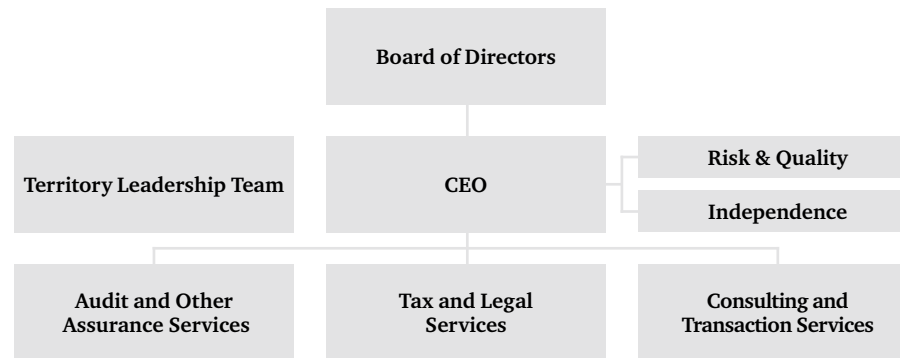 Board of Directors
Territory Leadership Team
CEO
Risk & Quality
Independence
Audit and Other
Assurance Services
Tax and Legal
Services
Consulting and
Transaction Services